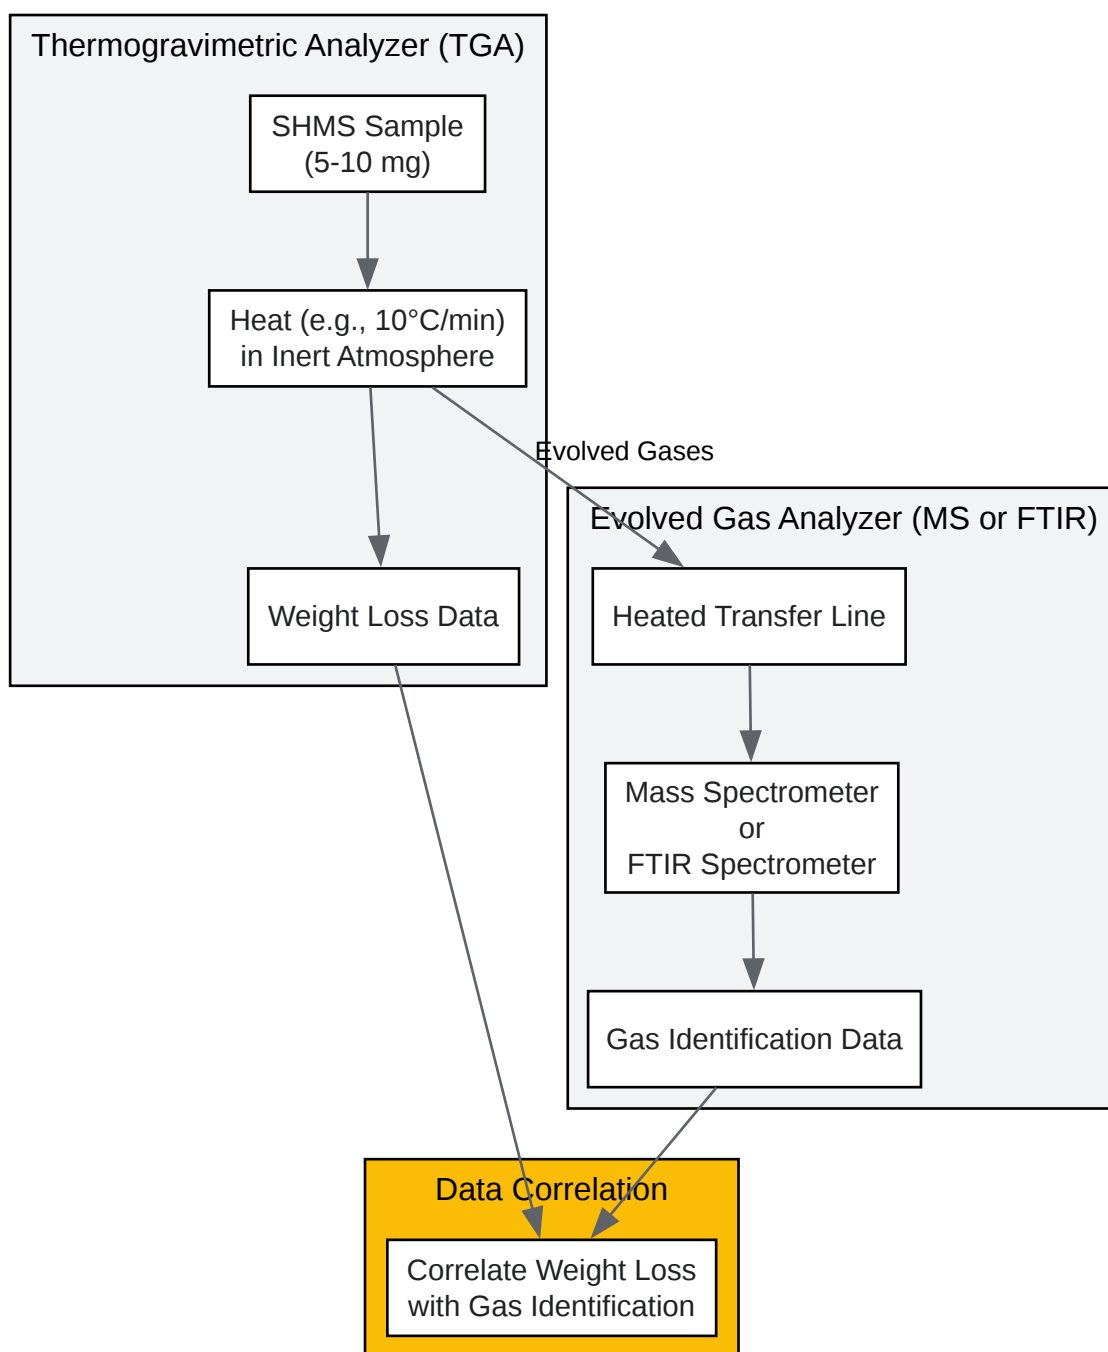 Thermogravimetric Analyzer (TGA)
SHMS Sample
(5-10 mg)
Heat (e.g., 10°C/min)
in Inert Atmosphere
Evolved Gases
Evolved Gas Analyzer (MS or FTIR)
Weight Loss Data
Heated Transfer Line
Mass Spectrometer
or
FTIR Spectrometer
Gas Identification Data
Data Correlation
Correlate Weight Loss
with Gas Identification